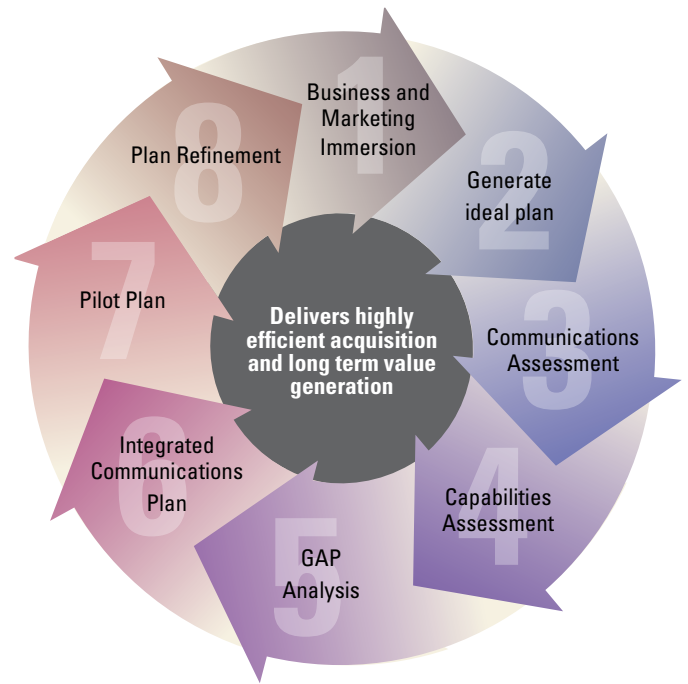 1
Business and
Marketing
Immersion
2
Generate
ideal plan
3
Communications
Assessment
4
Capabilities
Assessment
5
GAP
Analysis
6
Integrated
Communications
Plan
7
Pilot Plan
8
Plan Refinement
Delivers highly
efficient acquisition
and long term value
generation